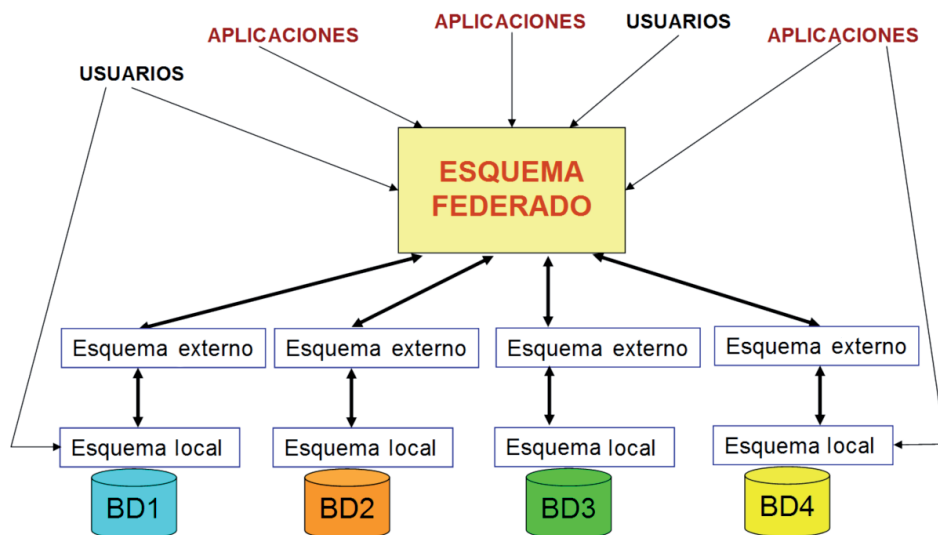 APLICACIONES
APLICACIONES
USUARIOS
APLICACIONES
USUARIOS
ESQUEMA
FEDERADO
Esquema externo
Esquema externo
Esquema externo
Esquema externo
Esquema local
Esquema local
Esquema local
Esquema local
BD1
BD2
BD3
BD4